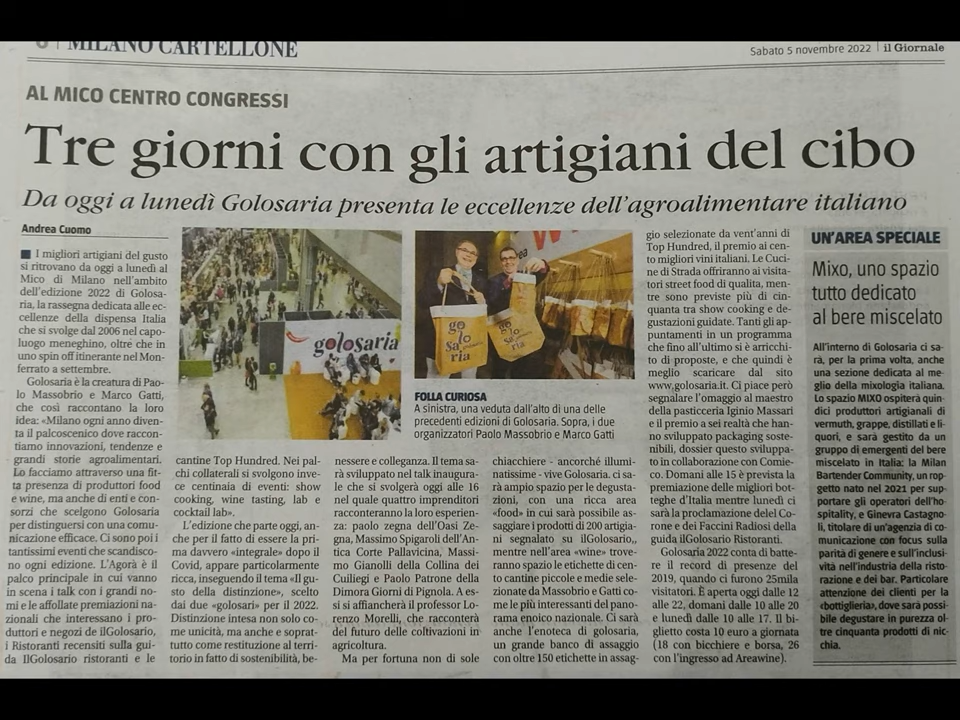 MILANO CARTELLONE
Sabato 5 novembre 2022 | il Giornale
AL MICO CENTRO CONGRESSI
Tre giorni con gli artigiani del cibo
Da oggi a lunedì Golosaria presenta le eccellenze dell'agroalimentare italiano
Andrea Cuomo
I migliori artigiani del gusto
si ritrovano da oggi a lunedì al
Mico di Milano nell'ambito
dell'edizione 2022 di Golosa-
ria, la rassegna dedicata alle ec-
cellenze della dispensa Italia
che si svolge dal 2006 nel capo-
luogo meneghino, oltre che in
uno spin off itinerante nel Mon-
ferrato a settembre.
Golosaria è la creatura di Pao-
lo Massobrio e Marco Gatti,
che così raccontano la loro
idea: «Milano ogni anno diven-
ta il palcoscenico dove raccon-
tiamo innovazioni, tendenze e
grandi storie agroalimentari.
Lo facciamo attraverso una fit-
ta presenza di produttori food
e wine, ma anche di enti e con-
sorzi che scelgono Golosaria
per distinguersi con una comu-
nicazione efficace. Ci sono poi i
tantissimi eventi che scandisco-
no ogni edizione. L'Agorà è il
palco principale in cui vanno
in scena i talk con i grandi no-
mi e le affollate premiazioni na-
zionali che interessano i pro-
duttori e negozi de ilGolosario,
i Ristoranti recensiti sulla gui-
da IlGolosario ristoranti e le
golosaria
go
lo
sa
ria
go
lo
sa
ria
FOLLA CURIOSA
A sinistra, una veduta dall'alto di una delle
precedenti edizioni di Golosaria. Sopra, i due
organizzatori Paolo Massobrio e Marco Gatti
cantine Top Hundred. Nei pal-
chi collaterali si svolgono invece
centinaia di eventi: show
cooking, wine tasting, lab e
cocktail lab».
L'edizione che parte oggi, an-
che per il fatto di essere la prima
davvero «integrale» dopo il
Covid, appare particolarmente
ricca, inseguendo il tema «Il gu-
sto della distinzione», scelto
dai due «golosari» per il 2022.
Distinzione intesa non solo co-
me unicità, ma anche e soprat-
tutto come restituzione al terri-
torio in fatto di sostenibilità, be-
nessere e colleganza. Il tema sa-
rà sviluppato nel talk inaugura-
le che si svolgerà oggi alle 16
nel quale quattro imprenditori
racconteranno la loro esperien-
za: paolo zegna dell'Oasi Ze-
gna, Massimo Spigaroli dell'An-
tica Corte Pallavicina, Massimo
Gianolli della Collina dei
Cuiliegi e Paolo Patrone della
Dimora Giorni di Pignola. A es-
si si affiancherà il professor Lo-
renzo Morelli, che racconterà
del futuro delle coltivazioni in
agricoltura.
Ma per fortuna non di sole
chiacchiere - ancorché illumi-
natissime - vive Golosaria. ci sa-
rà ampio spazio per le degusta-
zioni, con una ricca area
«food» in cui sarà possibile as-
saggiare i prodotti di 200 artigiani
segnalato su ilGolosario,,
mentre nell'area «wine» trove-
ranno spazio le etichette di cen-
to cantine piccole e medie selezionate
da Massobrio e Gatti come
le più interessanti del pano-
rama enoico nazionale. Ci sarà
anche l'enoteca di golosaria,
un grande banco di assaggio
con oltre 150 etichette in assag-
gio selezionate da vent'anni di
Top Hundred, il premio ai cen-
to migliori vini italiani. Le Cuci-
ne di Strada offriranno ai visita-
tori street food di qualita, men-
tre sono previste più di cin-
quanta tra show cooking e de-
gustazioni guidate. Tanti gli ap-
puntamenti in un programma
che fino all'ultimo si è arricchi-
to di proposte, e che quindi è
meglio scaricare dal sito
www.golosaria.it. Ci piace però
segnalare l'omaggio al maestro
della pasticceria Iginio Massari
e il premio a sei realtà che han-
no sviluppato packaging soste-
nibili, dossier questo sviluppa-
to in collaborazione con Comie-
co. Domani alle 15 è prevista la
premiazione delle migliori bot-
teghe d'Italia mentre lunedì ci
sarà la proclamazione delel Co-
rone e dei Faccini Radiosi della
guida ilGolosario Ristoranti.
Golosaria 2022 conta di batte-
re il record di presenze del
2019, quando ci furono 25mila
visitatori. È aperta oggi dalle 12
alle 22, domani dalle 10 alle 20
e lunedì dalle 10 alle 17. Il bi-
glietto costa 10 euro a giornata
(18 con bicchiere e borsa, 26
con l'ingresso ad Areawine).
UN'AREA SPECIALE
Mixo, uno spazio
tutto dedicato
al bere miscelato
All'interno di Golosaria ci sa-
rà, per la prima volta, anche
una sezione dedicata al me-
glio della mixologia italiana.
Lo spazio MIXO ospiterà quin-
dici produttori artigianali di
vermuth, grappe, distillati e li-
quori, e sarà gestito da un
gruppo di emergenti del bere
miscelato in Italia: la Milan
Bartender Community, un pro-
getto nato nel 2021 per sup-
portare gli operatori dell'ho-
spitality, e Ginevra Castagno-
li, titolare di un'agenzia di co-
municazione con focus sulla
parità di genere e sull'inclusi-
vità nell'industria della risto-
razione e dei bar. Particolare
attenzione dei clienti per la
«bottiglieria», dove sarà possi-
bile degustare in purezza ol-
tre cinquanta prodotti di nic-
chia.